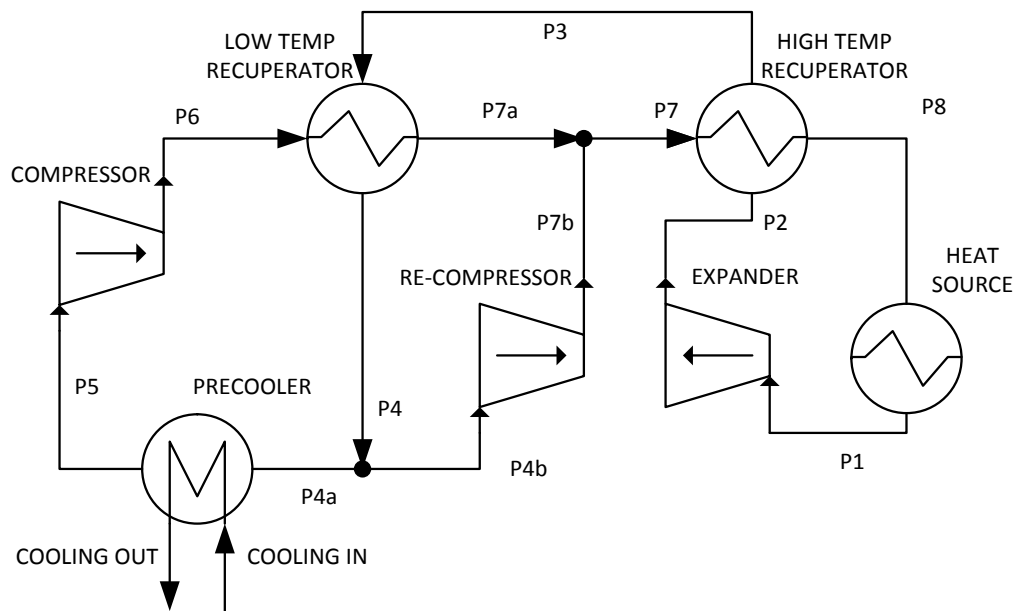 P3
LOW TEMP
RECUPERATOR
HIGH TEMP
RECUPERATOR
P6
P7a
P7
P8
COMPRESSOR
P7b
P2
RE-COMPRESSOR
EXPANDER
HEAT
SOURCE
P5
PRECOOLER
P4
P1
P4a
P4b
COOLING OUT
COOLING IN